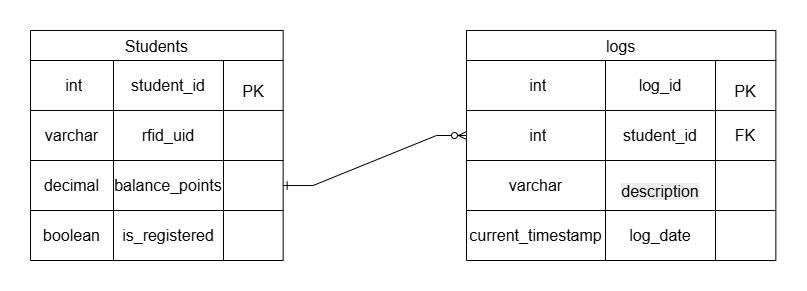 Students
int student_id PK
varchar rfid_uid
decimal balance_points
boolean is_registered
logs
int log_id PK
int student_id FK
varchar description
current_timestamp log_date